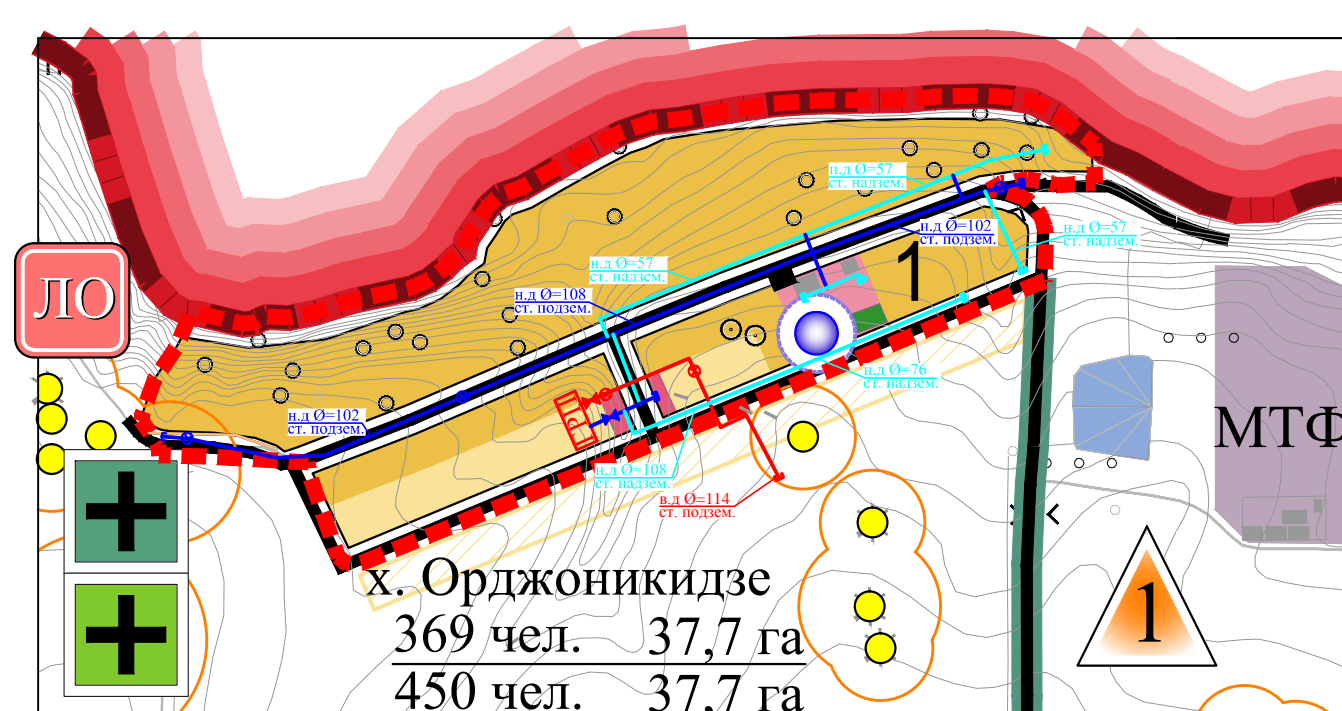 н.д Ø=57
ст. надзем.
н.д Ø=102
ст. подзем.
н.д Ø=57
ст. надзем.
н.д Ø=57
ст. надзем.
1
ЛО
н.д Ø=108
ст. подзем.
н.д Ø=76
ст. надзем.
н.д Ø=102
ст. подзем.
МТФ
н.д Ø=108
ст. надзем.
в.д Ø=114
ст. подзем.
х. Орджоникидзе
369 чел. 37,7 га
450 чел. 37,7 га
1